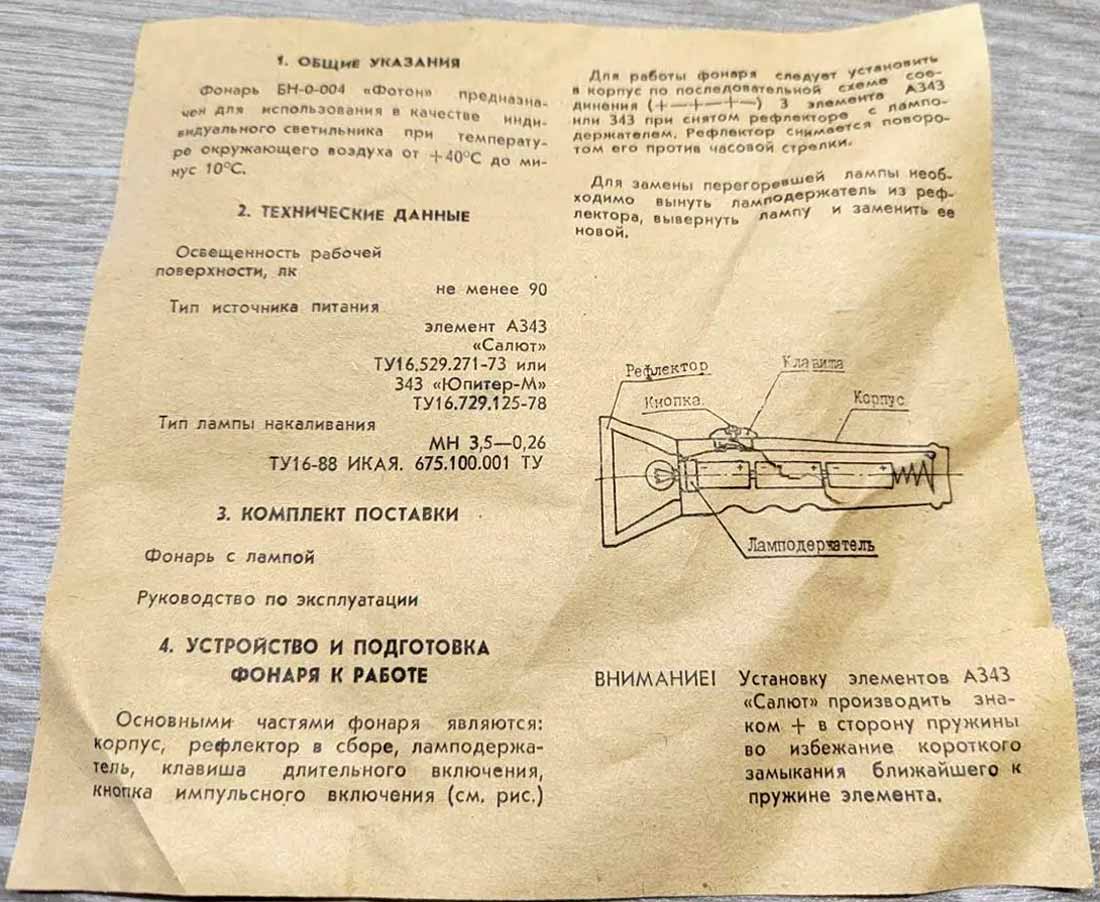 1. ОБЩИЕ УКАЗАНИЯ
Фонарь БН-0-004 «Фотон» предназна-
чен для использования в качестве инди-
видуального светильника при температу-
ре окружающего воздуха от +40°С до ми-
нус 10°С.
2. ТЕХНИЧЕСКИЕ ДАННЫЕ
Освещенность рабочей
поверхности, лк
не менее 90
Тип источника питания
элемент А343
«Салют»
ТУ16.529.271-73 или
343 «Юпитер-М»
ТУ16.729.125-78
Тип лампы накаливания
МН 3,5—0,26
ТУ16-88 ИКАЯ. 675.100.001 ТУ
3. КОМПЛЕКТ ПОСТАВКИ
Фонарь с лампой
Руководство по эксплуатации
4. УСТРОЙСТВО И ПОДГОТОВКА
ФОНАРЯ К РАБОТЕ
Основными частями фонаря являются:
корпус, рефлектор в сборе, ламподержа-
тель, клавиша длительного включения,
кнопка импульсного включения (см. рис.)
Для работы фонаря следует установить
в корпус по последовательной схеме сое-
динения (+—+—+—) 3 элемента А343
или 343 при снятом рефлекторе с лампо-
держателем. Рефлектор снимается поворо-
том его против часовой стрелки.
Для замены перегоревшей лампы необ-
ходимо вынуть ламподержатель из реф-
лектора, вывернуть лампу и заменить ее
новой.
Рефлектор
Клавиша
Кнопка
Корпус
+ + +
Ламподержатель
ВНИМАНИЕ! Установку элементов А343
«Салют» производить зна-
ком + в сторону пружины
во избежание короткого
замыкания ближайшего к
пружине элемента.